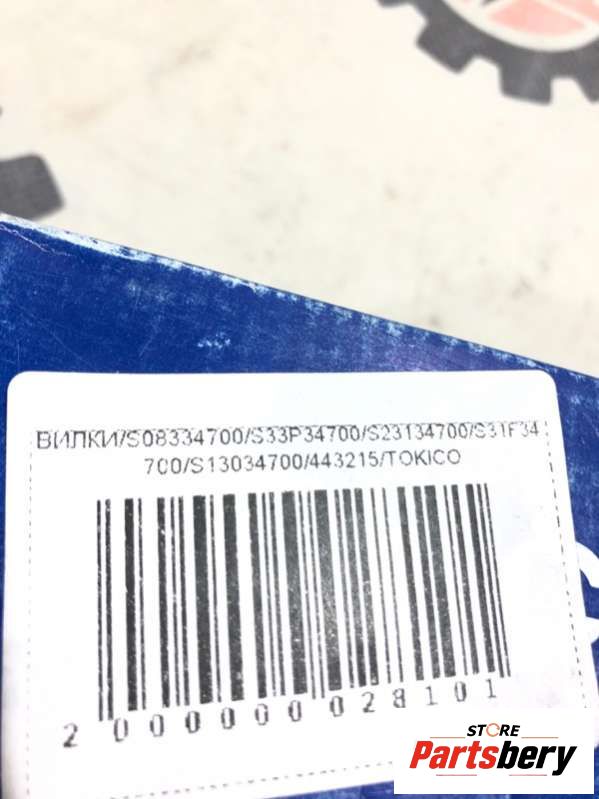 ВИЛКИ/S08334700/S33P34700/S23134700/S31F34
700/S13034700/443215/TOKICO
2 000000 028101
STORE
Partsbery